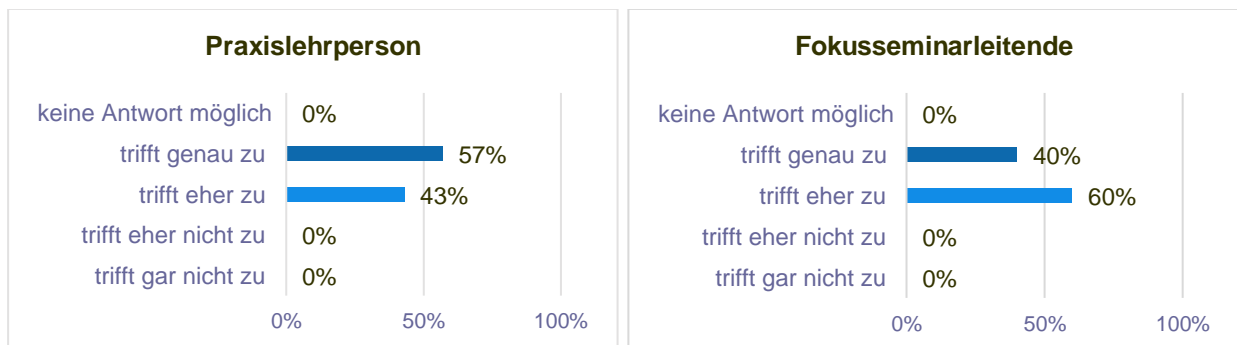 Praxislehrperson
keine Antwort möglich 0%
trifft genau zu 57%
trifft eher zu 43%
trifft eher nicht zu 0%
trifft gar nicht zu 0%
0% 50% 100%
Fokusseminarleitende
keine Antwort möglich 0%
trifft genau zu 40%
trifft eher zu 60%
trifft eher nicht zu 0%
trifft gar nicht zu 0%
0% 50% 100%